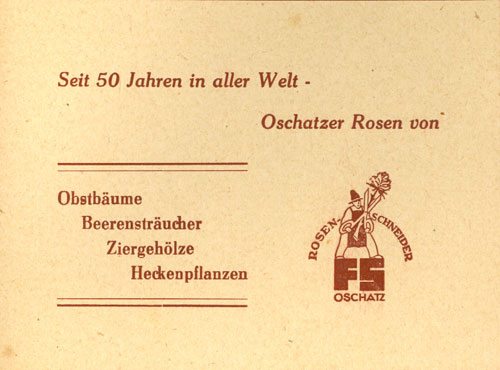 Seit 50 Jahren in aller Welt -
Oschatzer Rosen von
Obstbäume
Beerensträucher
Ziergehölze
Heckenpflanzen
ROSEN-SCHNEIDER
FS
OSCHATZ